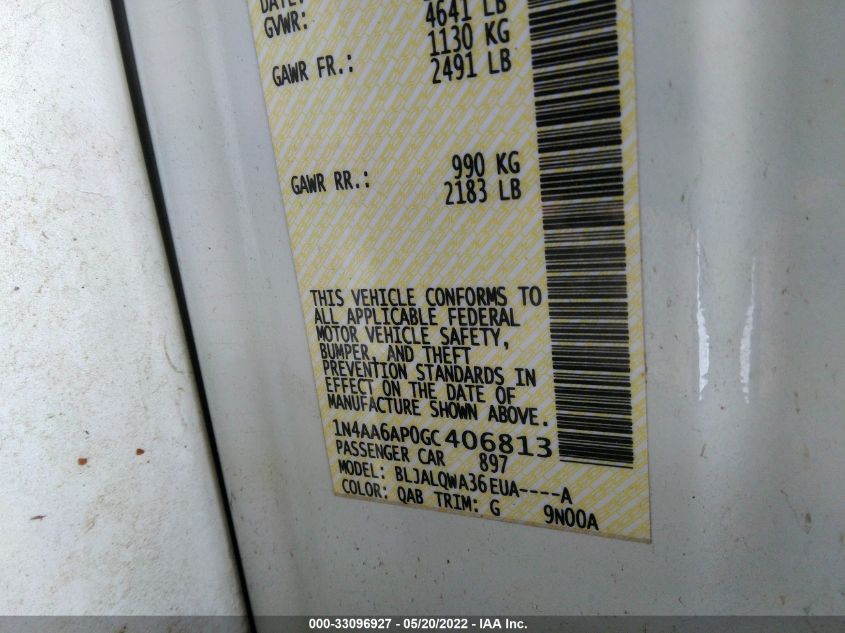 DATE:
GVWR: 4641 LB
1130 KG
GAWR FR.: 2491 LB
990 KG
GAWR RR.: 2183 LB
THIS VEHICLE CONFORMS TO
ALL APPLICABLE FEDERAL
MOTOR VEHICLE SAFETY,
BUMPER, AND THEFT
PREVENTION STANDARDS IN
EFFECT ON THE DATE OF
MANUFACTURE SHOWN ABOVE.
1N4AA6AP0GC406813
PASSENGER CAR 897
MODEL: BLJALQWA36EUA----A
COLOR: QAB TRIM: G 9N00A
000-33096927 - 05/20/2022 - IAA Inc.